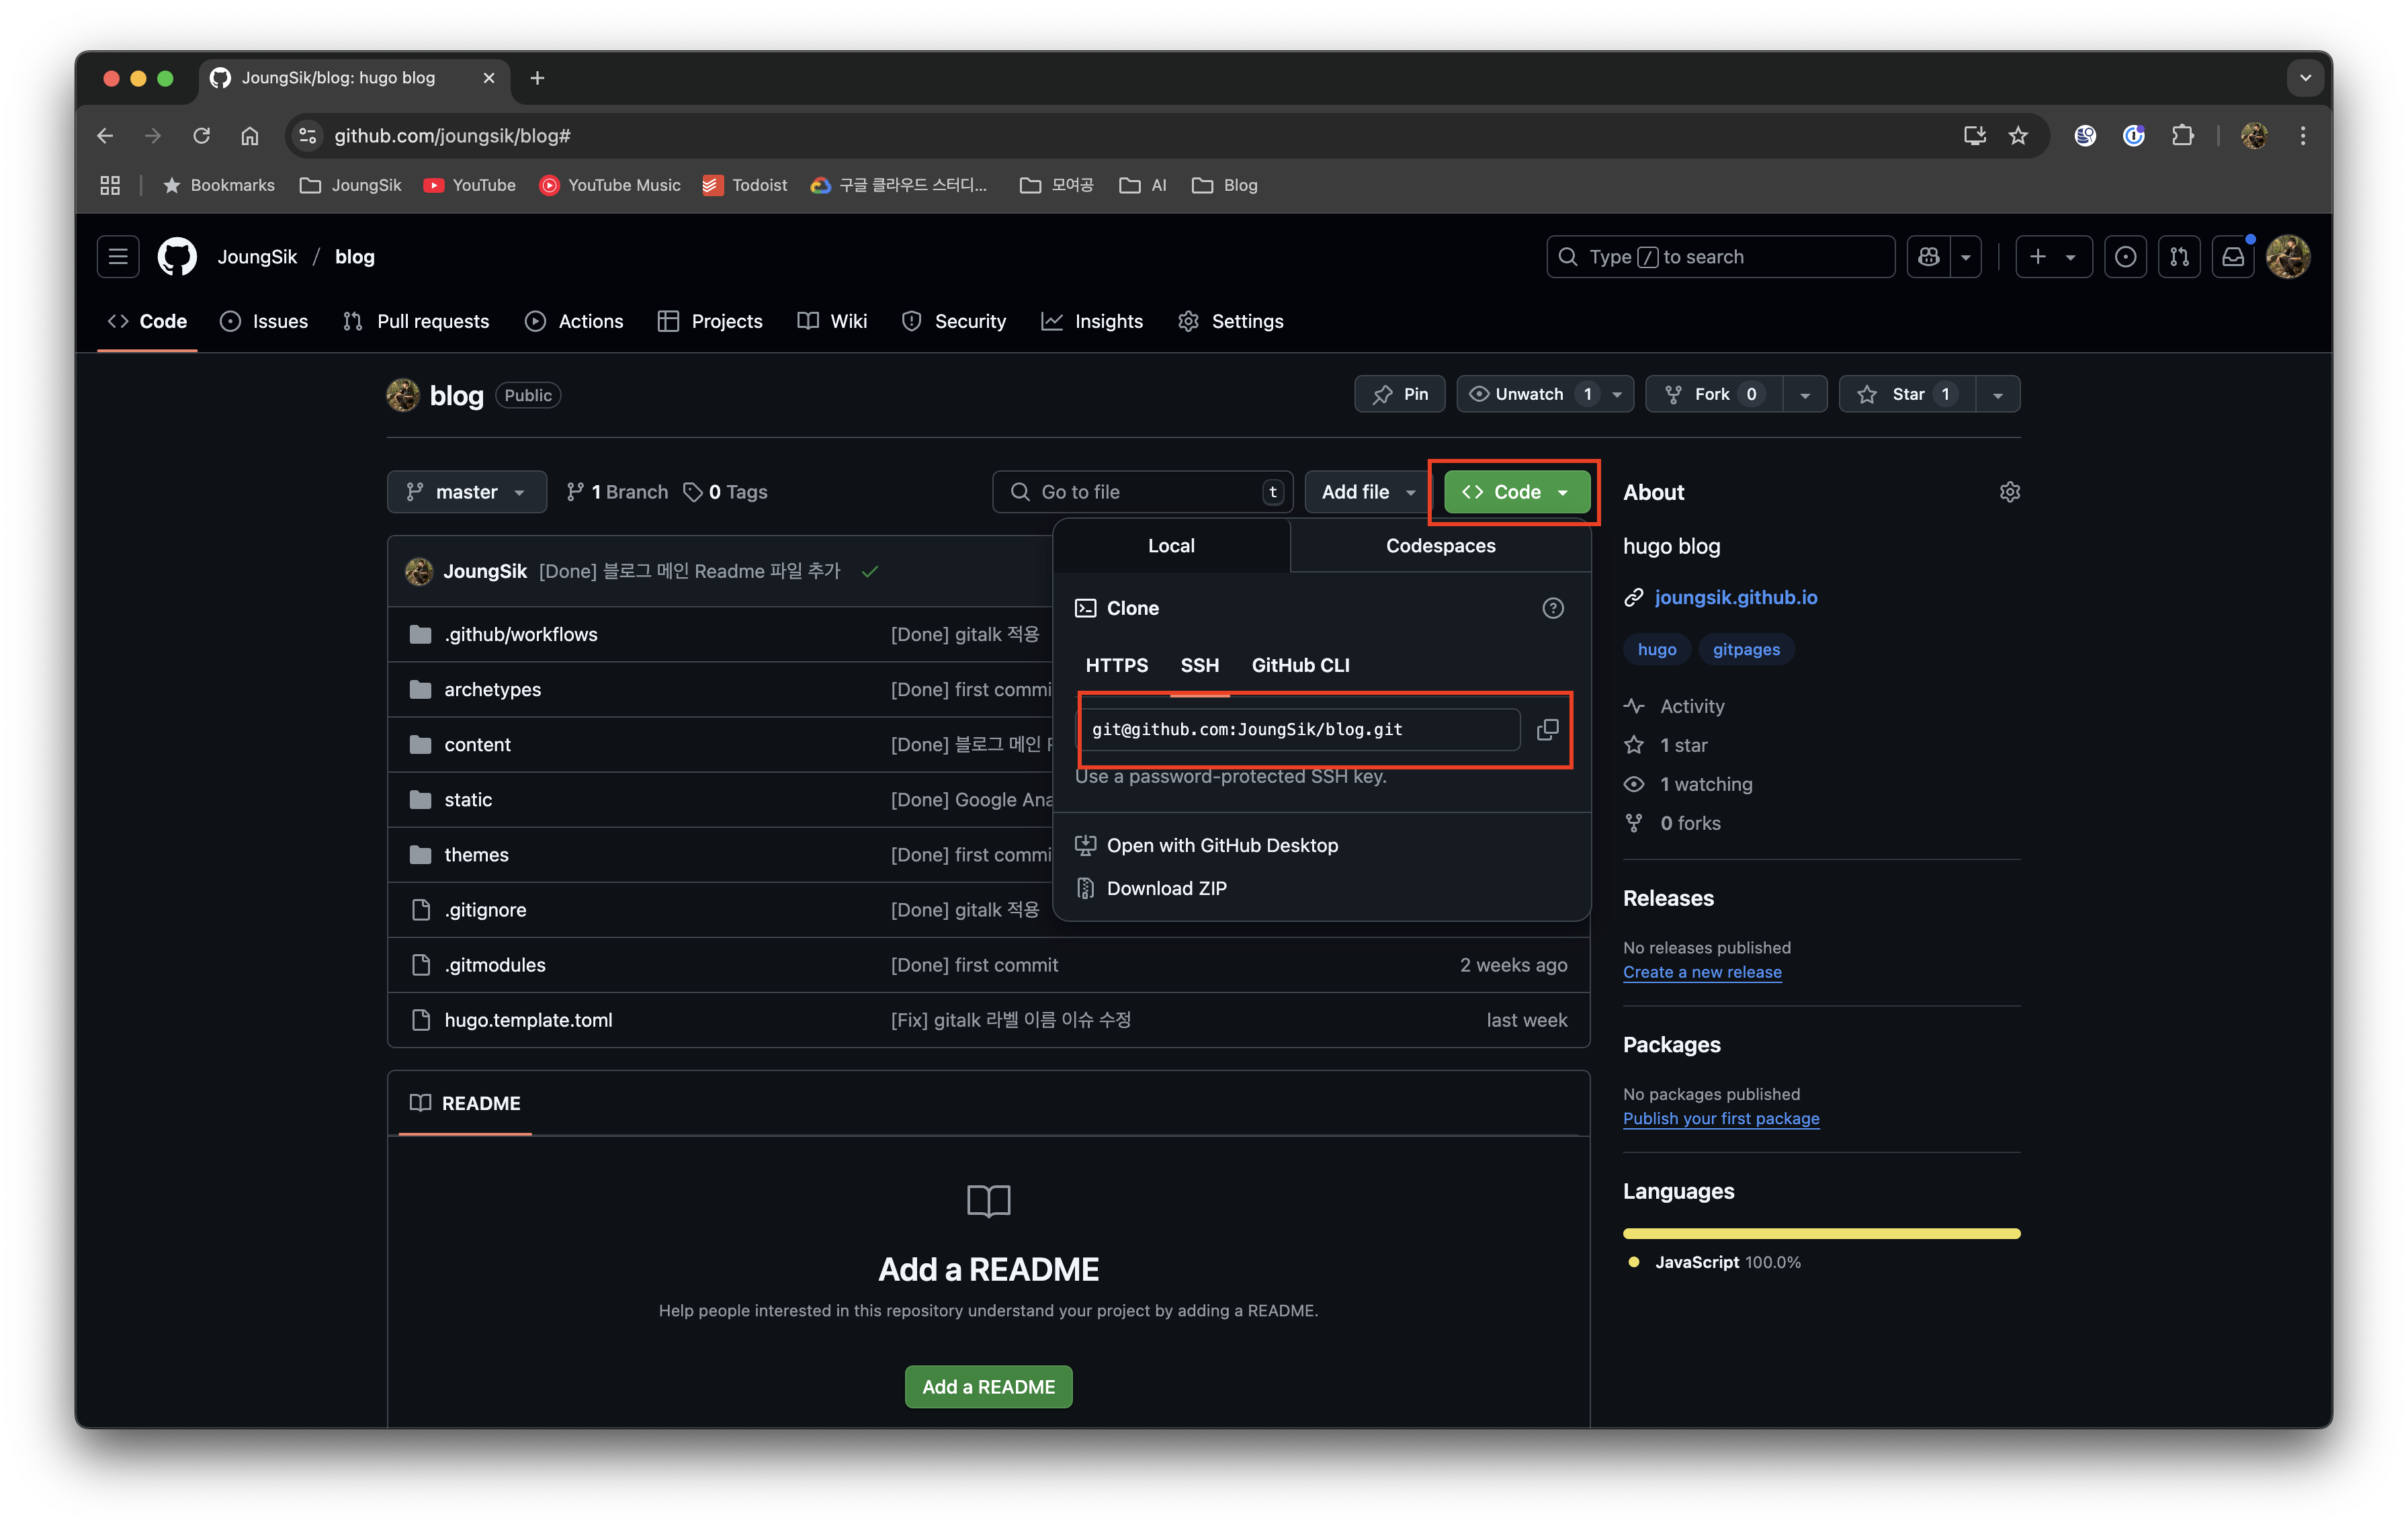 JoungSik/blog: hugo blog
github.com/joungsik/blog#
Bookmarks JoungSik YouTube YouTube Music Todoist 구글 클라우드 스터디... 모여공 AI Blog
JoungSik / blog
Type / to search
Code Issues Pull requests Actions Projects Wiki Security Insights Settings
blog Public
Pin Unwatch 1 Fork 0 Star 1
master 1 Branch 0 Tags Go to file t Add file Code
Local Codespaces
Clone
HTTPS SSH GitHub CLI
git@github.com:JoungSik/blog.git
Use a password-protected SSH key.
Open with GitHub Desktop
Download ZIP
JoungSik [Done] 블로그 메인 Readme 파일 추가
.github/workflows [Done] gitalk 적용
archetypes [Done] first commi
content [Done] 블로그 메인
static [Done] Google Ana
themes [Done] first commi
.gitignore [Done] gitalk 적용
.gitmodules [Done] first commit 2 weeks ago
hugo.template.toml [Fix] gitalk 라벨 이름 이슈 수정 last week
README
Add a README
Help people interested in this repository understand your project by adding a README.
Add a README
About
hugo blog
joungsik.github.io
hugo gitpages
Activity
1 star
1 watching
0 forks
Releases
No releases published
Create a new release
Packages
No packages published
Publish your first package
Languages
JavaScript 100.0%